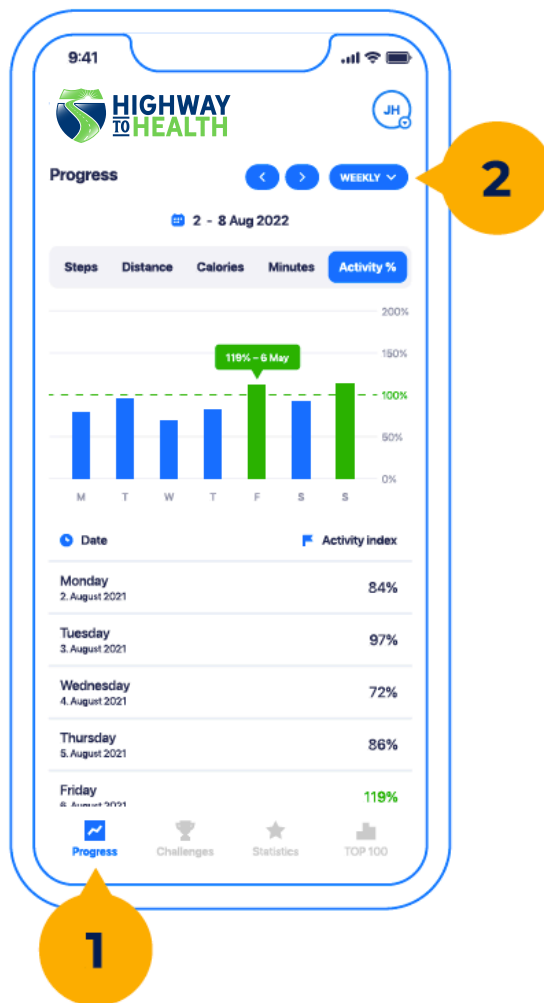 9:41
HIGHWAY
TO HEALTH
JH
Progress
WEEKLY
2
2 - 8 Aug 2022
Steps Distance Calories Minutes Activity %
200%
150%
119% – 6 May
100%
50%
0%
M T W T F S S
Date Activity index
Monday
2. August 2021
84%
Tuesday
3. August 2021
97%
Wednesday
4. August 2021
72%
Thursday
5. August 2021
86%
Friday
6. August 2021
119%
Progress Challenges Statistics TOP 100
1